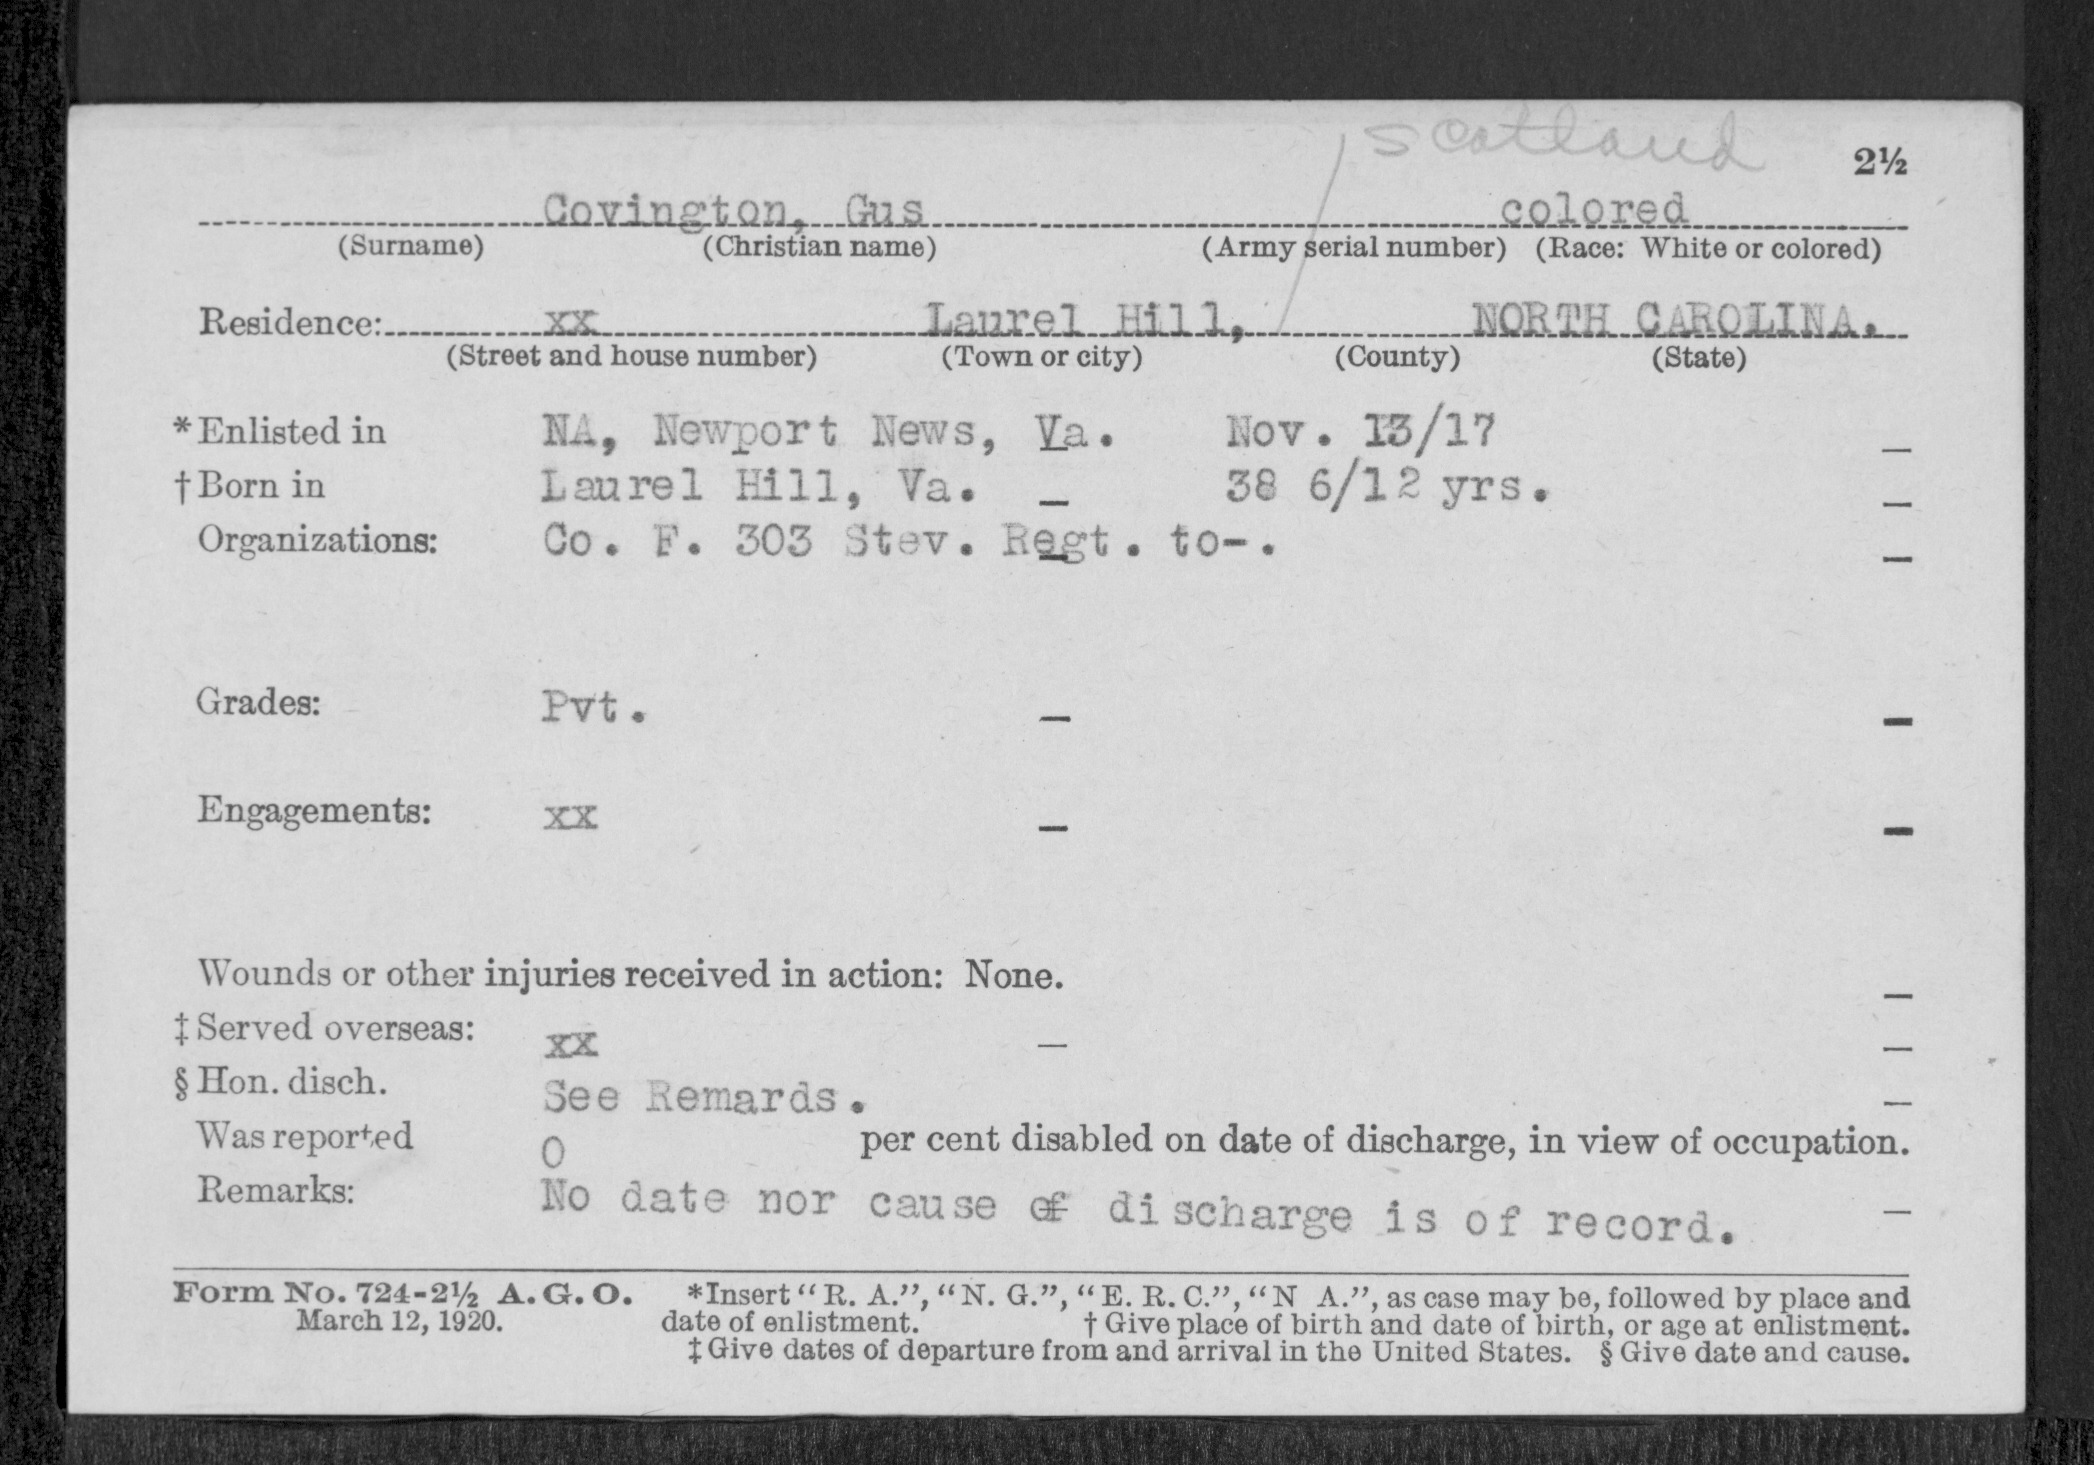 Scotland
2½
Covington, Gus colored
(Surname) (Christian name) (Army serial number) (Race: White or colored)
Residence: xx Laurel Hill, NORTH CAROLINA.
(Street and house number) (Town or city) (County) (State)
*Enlisted in NA, Newport News, Va. Nov. 13/17 –
†Born in Laurel Hill, Va. – 38 6/12 yrs. –
Organizations: Co. F. 303 Stev. Regt. to-. –
Grades: Pvt. – –
Engagements: xx – –
Wounds or other injuries received in action: None. –
‡Served overseas: xx – –
§Hon. disch. See Remards. –
Was reported 0 per cent disabled on date of discharge, in view of occupation.
Remarks: No date nor cause of discharge is of record. –
Form No. 724-2½ A. G. O. *Insert "R. A.", "N. G.", "E. R. C.", "N A.", as case may be, followed by place and
March 12, 1920. date of enlistment. †Give place of birth and date of birth, or age at enlistment.
‡Give dates of departure from and arrival in the United States. §Give date and cause.